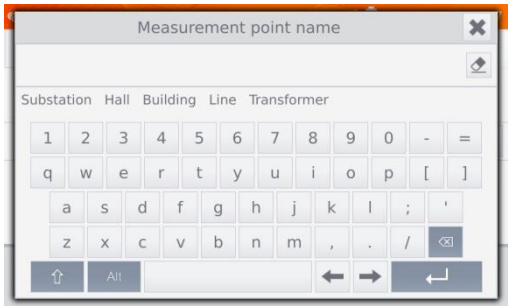 Measurement point name
Substation Hall Building Line Transformer
1 2 3 4 5 6 7 8 9 0 - =
q w e r t y u i o p [ ]
a s d f g h j k l ; '
z x c v b n m , . /
Alt